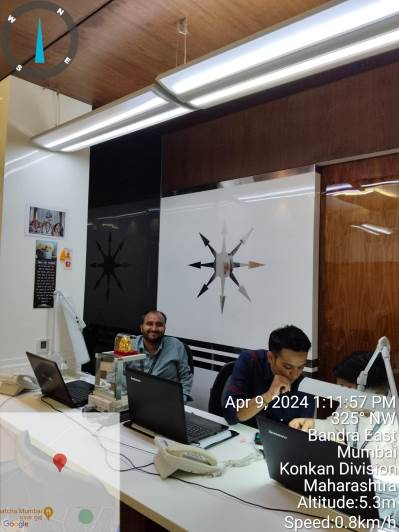 N
E
S
W
lenovo
Apr 9, 2024 1:11:57 PM
325° NW
Bandra East
Mumbai
Konkan Division
Maharashtra
Altitude:5.3m
Speed:0.8km/h
Google